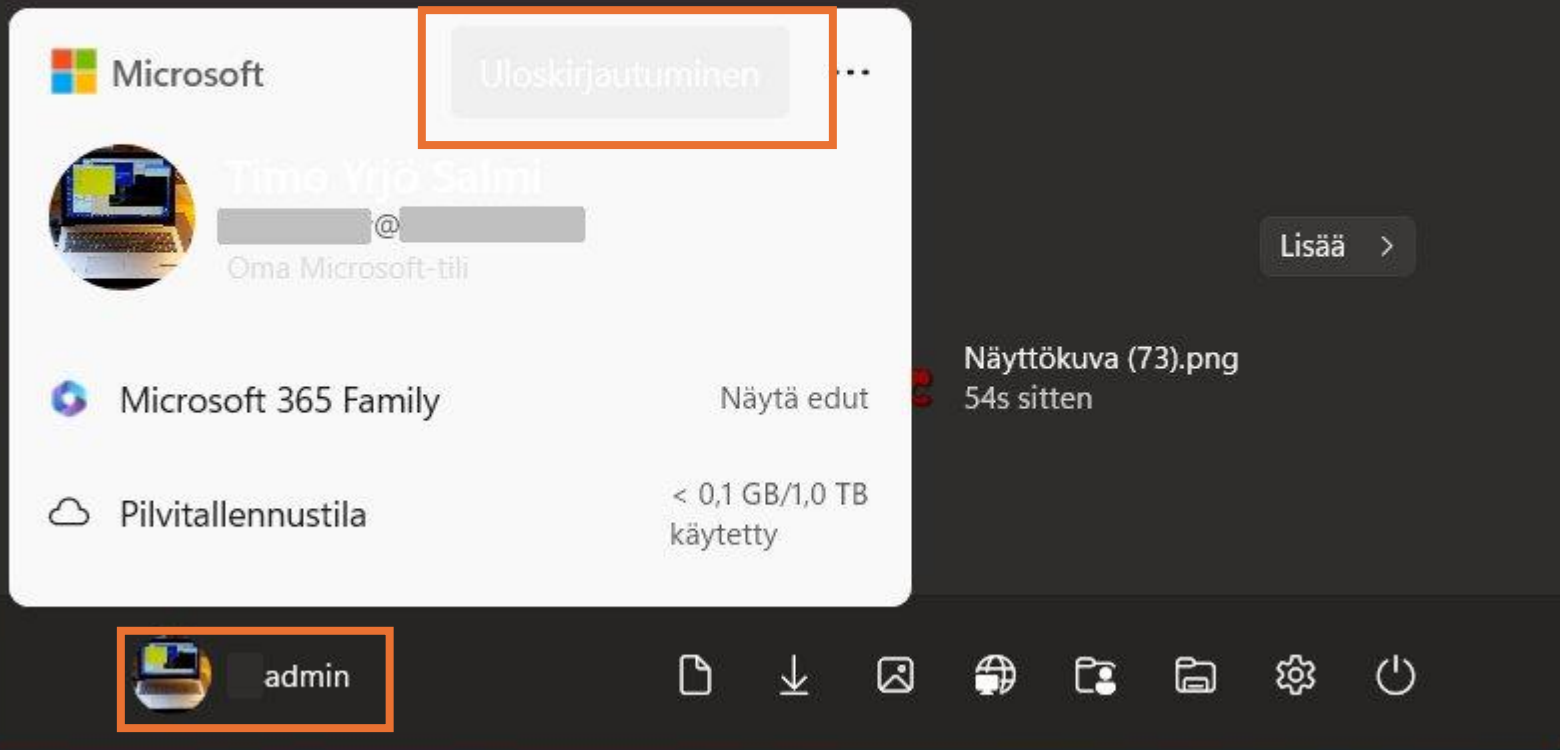 Microsoft
Uloskirjautuminen
Timo Yrjö Salmi
@
Oma Microsoft-tili
Lisää
Microsoft 365 Family
Näytä edut
Näyttökuva (73).png
54s sitten
Pilvitallennustila
< 0,1 GB/1,0 TB
käytetty
admin